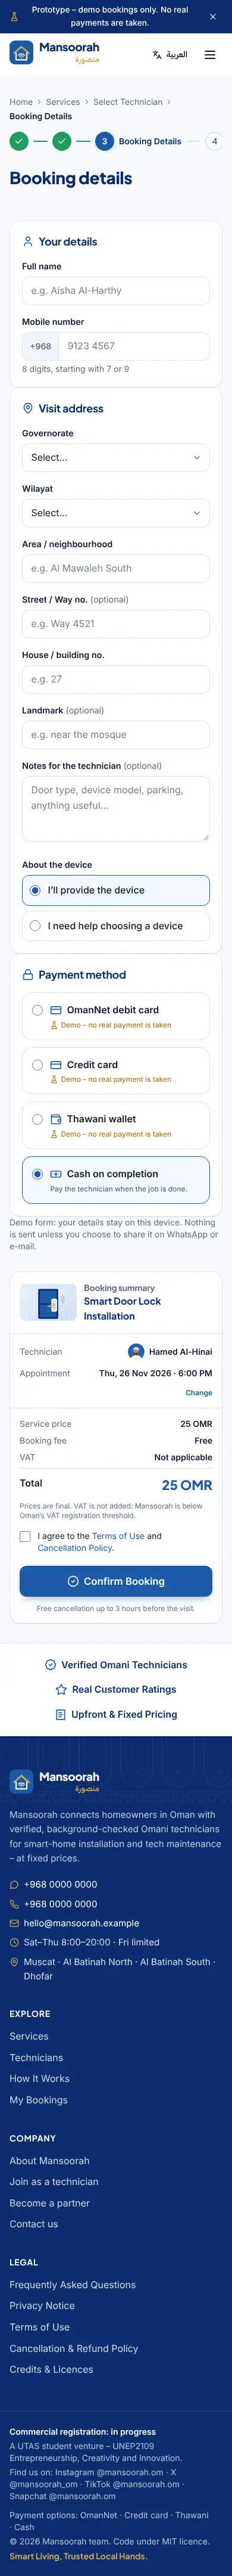 Prototype – demo bookings only. No real
payments are taken.
Mansoorah
منصورة
العربية
Home > Services > Select Technician >
Booking Details
3 Booking Details 4
Booking details
Your details
Full name
e.g. Aisha Al-Harthy
Mobile number
+968 9123 4567
8 digits, starting with 7 or 9
Visit address
Governorate
Select...
Wilayat
Select...
Area / neighbourhood
e.g. Al Mawaleh South
Street / Way no. (optional)
e.g. Way 4521
House / building no.
e.g. 27
Landmark (optional)
e.g. near the mosque
Notes for the technician (optional)
Door type, device model, parking,
anything useful...
About the device
I'll provide the device
I need help choosing a device
Payment method
OmanNet debit card
Demo – no real payment is taken
Credit card
Demo – no real payment is taken
Thawani wallet
Demo – no real payment is taken
Cash on completion
Pay the technician when the job is done.
Demo form: your details stay on this device. Nothing
is sent unless you choose to share it on WhatsApp or
e-mail.
Booking summary
Smart Door Lock
Installation
Technician Hamed Al-Hinai
Appointment Thu, 26 Nov 2026 · 6:00 PM
Change
Service price 25 OMR
Booking fee Free
VAT Not applicable
Total 25 OMR
Prices are final. VAT is not added: Mansoorah is below
Oman's VAT registration threshold.
I agree to the Terms of Use and
Cancellation Policy.
Confirm Booking
Free cancellation up to 3 hours before the visit.
Verified Omani Technicians
Real Customer Ratings
Upfront & Fixed Pricing
Mansoorah
منصورة
Mansoorah connects homeowners in Oman with
verified, background-checked Omani technicians
for smart-home installation and tech maintenance
– at fixed prices.
+968 0000 0000
+968 0000 0000
hello@mansoorah.example
Sat–Thu 8:00–20:00 · Fri limited
Muscat · Al Batinah North · Al Batinah South ·
Dhofar
EXPLORE
Services
Technicians
How It Works
My Bookings
COMPANY
About Mansoorah
Join as a technician
Become a partner
Contact us
LEGAL
Frequently Asked Questions
Privacy Notice
Terms of Use
Cancellation & Refund Policy
Credits & Licences
Commercial registration: in progress
A UTAS student venture – UNEP2109
Entrepreneurship, Creativity and Innovation.
Find us on: Instagram @mansoorah.om · X
@mansoorah_om · TikTok @mansoorah.om ·
Snapchat @mansoorah.om
Payment options: OmanNet · Credit card · Thawani
· Cash
© 2026 Mansoorah team. Code under MIT licence.
Smart Living, Trusted Local Hands.